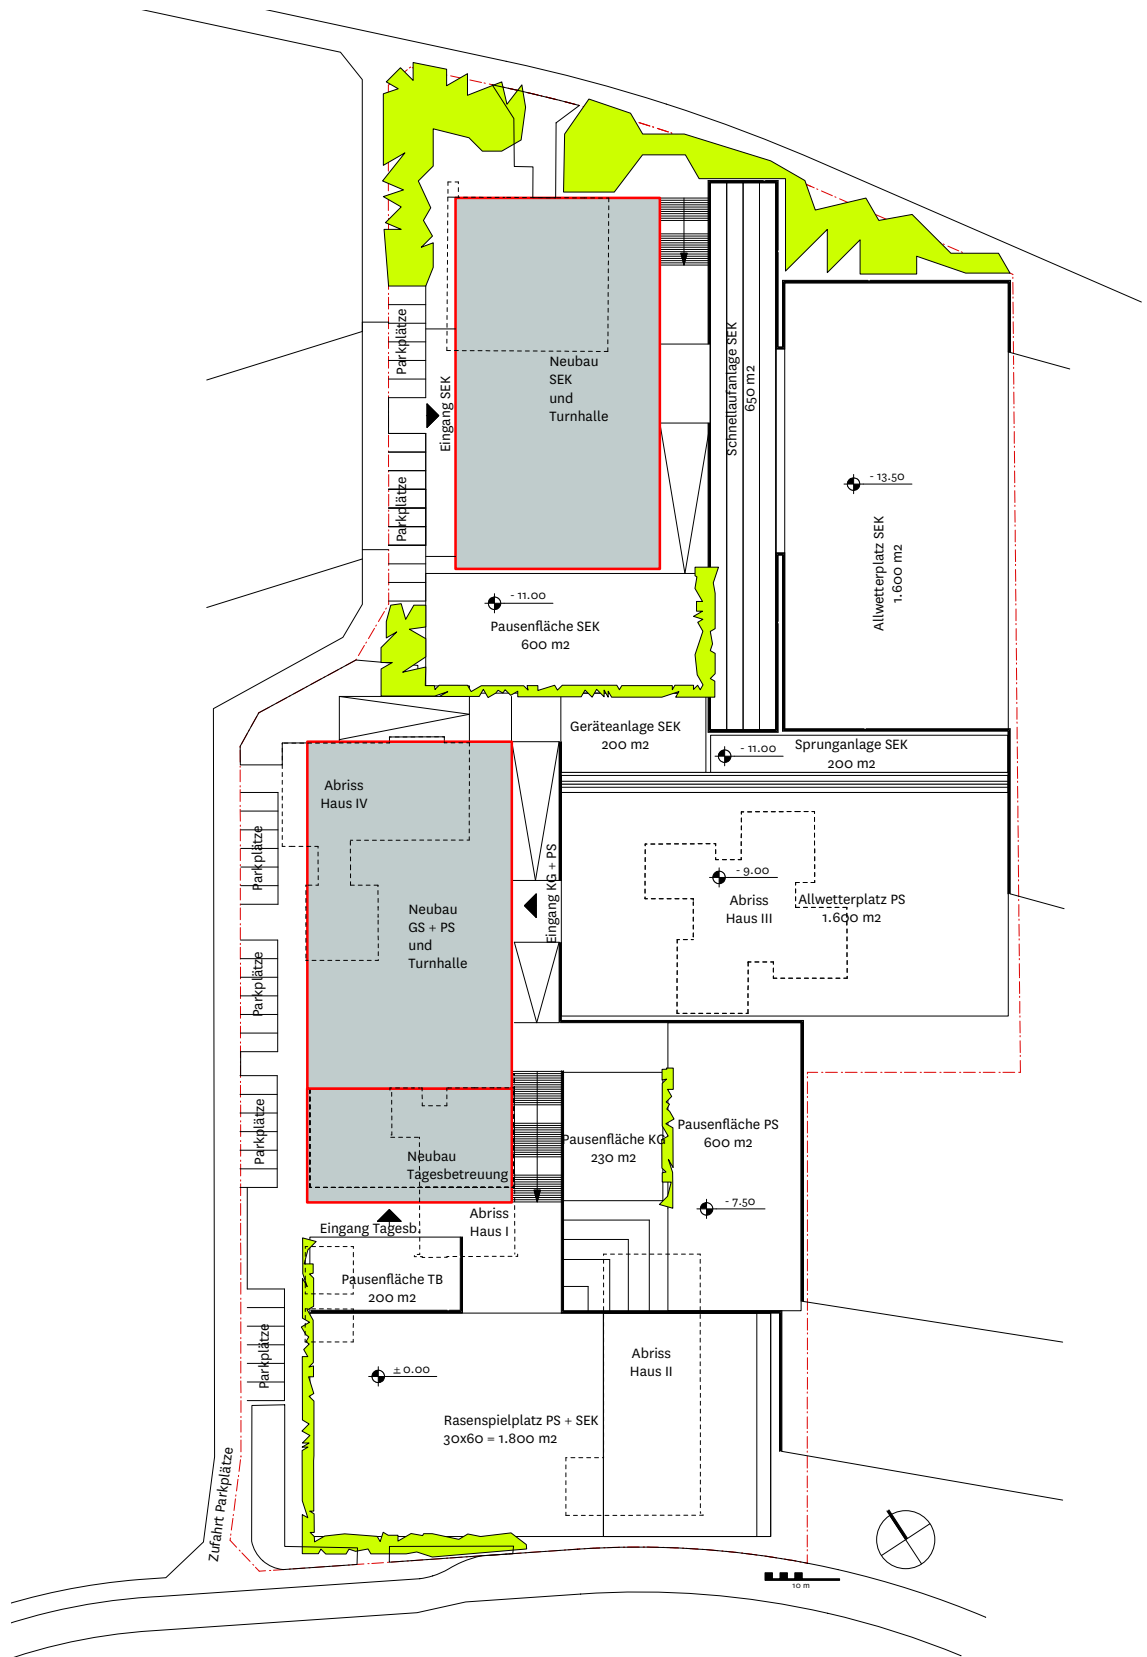 Parkplätze
Eingang SEK
Neubau
SEK
und
Turnhalle
Schnellaufanlage SEK
650 m2
- 13.50
Allwetterplatz SEK
1.600 m2
Parkplätze
- 11.00
Pausenfläche SEK
600 m2
Geräteanlage SEK
200 m2
- 11.00
Sprunganlage SEK
200 m2
Abriss
Haus IV
Parkplätze
Eingang KG + PS
- 9.00
Abriss
Haus III
Allwetterplatz PS
1.600 m2
Neubau
GS + PS
und
Turnhalle
Parkplätze
Parkplätze
Pausenfläche KG
230 m2
Pausenfläche PS
600 m2
Neubau
Tagesbetreuung
- 7.50
Abriss
Haus I
Eingang Tagesb.
Pausenfläche TB
200 m2
Parkplätze
Abriss
Haus II
± 0.00
Rasenspielplatz PS + SEK
30x60 = 1.800 m2
Zufahrt Parkplätze
10 m